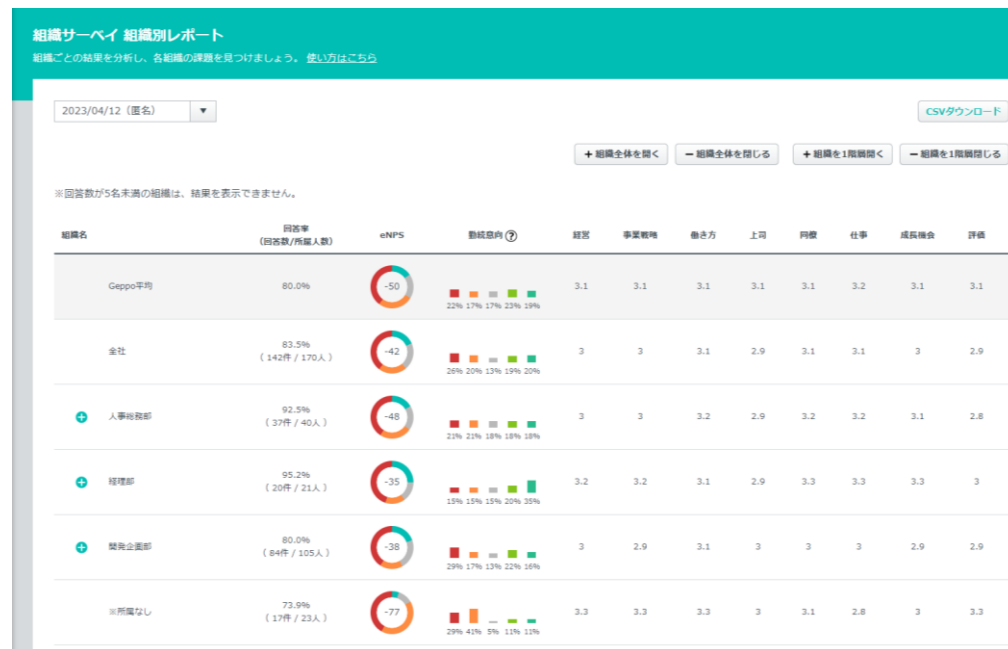 組織サーベイ 組織別レポート
組織ごとの結果を分析し、各組織の課題を見つけましょう。 使い方はこちら
2023/04/12（匿名） ▼
CSVダウンロード
＋組織全体を開く －組織全体を閉じる ＋組織を1階層開く －組織を1階層閉じる
※回答数が5名未満の組織は、結果を表示できません。
組織名 回答率 eNPS 勤続意向 ? 経営 事業戦略 働き方 上司 同僚 仕事 成長機会 評価
(回答数/所属人数)
Geppo平均 80.0% -50 3.1 3.1 3.1 3.1 3.1 3.2 3.1 3.1
22% 17% 17% 23% 19%
全社 83.5% -42 3 3 3.1 2.9 3.1 3.1 3 2.9
( 142件 / 170人 )
26% 20% 13% 19% 20%
人事総務部 92.5% -48 3 3 3.2 2.9 3.2 3.2 3.1 2.8
( 37件 / 40人 )
21% 21% 18% 18% 18%
経理部 95.2% -35 3.2 3.2 3.1 2.9 3.3 3.3 3.3 3
( 20件 / 21人 )
15% 15% 15% 20% 35%
開発企画部 80.0% -38 3 2.9 3.1 3 3 3 2.9 2.9
( 84件 / 105人 )
29% 17% 13% 22% 16%
※所属なし 73.9% -77 3.3 3.3 3.3 3 3.1 2.8 3 3.3
( 17件 / 23人 )
29% 41% 5% 11% 11%